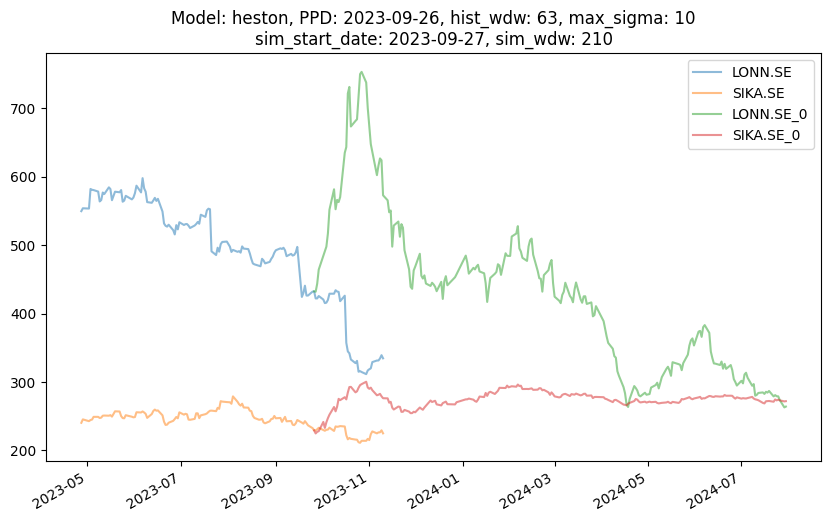 Model: heston, PPD: 2023-09-26, hist_wdw: 63, max_sigma: 10
sim_start_date: 2023-09-27, sim_wdw: 210
LONN.SE
SIKA.SE
LONN.SE_0
SIKA.SE_0
700
600
500
400
300
200
2023-05
2023-07
2023-09
2023-11
2024-01
2024-03
2024-05
2024-07